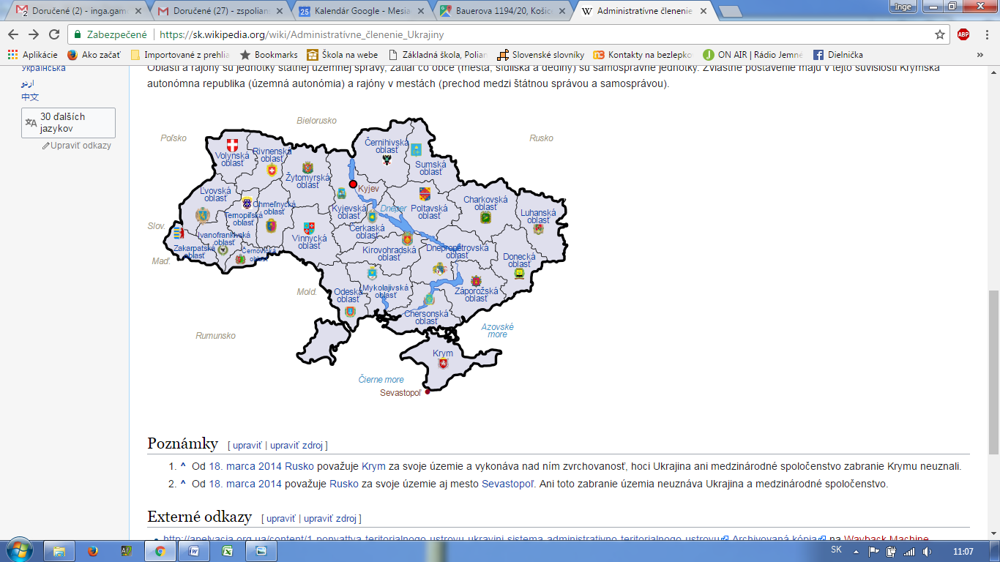 Doručené (2) - inga.gam
Doručené (27) - zspolian
Kalendár Google - Mesia
Bauerova 1194/20, Košic
Administratívne členenie
Inge
Zabezpečené
https://sk.wikipedia.org/wiki/Administratívne_členenie_Ukrajiny
ABP
Aplikácie
Ako začať
Importované z prehlia
Bookmarks
Škola na webe
Základná škola, Polian
Slovenské slovníky
Kontakty na bezlepko
ON AIR | Rádio Jemné
Dielnička
»
Українська
اردو
中文
30 ďalších
jazykov
Upraviť odkazy
Oblasti a rajóny sú jednotky štátnej územnej správy, zatiaľ čo obce (mestá, sídliská a dediny) sú samosprávne jednotky. Zvláštne postavenie majú v tejto súvislosti Krymská
autonómna republika (územná autonómia) a rajóny v mestách (prechod medzi štátnou správou a samosprávou).
Bielorusko
Poľsko
Rusko
Volynská
oblasť
Rivnenská
oblasť
Žytomyrská
oblasť
Černihivská
oblasť
Sumská
oblasť
Kyjev
Ľvovská
oblasť
Ternopiľská
oblasť
Chmeľnycká
oblasť
Kyjevská
oblasť
Dneper
Poltavská
oblasť
Charkovská
oblasť
Luhanská
oblasť
Slov.
Ivanofrankivská
oblasť
Vinnycká
oblasť
Čerkaská
oblasť
Zakarpatská
oblasť
Černovická
oblasť
Kirovohradská
oblasť
Dnepropetrovská
oblasť
Donecká
oblasť
Maď.
Mold.
Odeská
oblasť
Mykolajivská
oblasť
Záporožská
oblasť
Chersonská
oblasť
Rumunsko
Azovské
more
Krym
Čierne more
Sevastopoľ
Poznámky [ upraviť | upraviť zdroj ]
1. ^ Od 18. marca 2014 Rusko považuje Krym za svoje územie a vykonáva nad ním zvrchovanosť, hoci Ukrajina ani medzinárodné spoločenstvo zabranie Krymu neuznali.
2. ^ Od 18. marca 2014 považuje Rusko za svoje územie aj mesto Sevastopoľ. Ani toto zabranie územia neuznáva Ukrajina a medzinárodné spoločenstvo.
Externé odkazy [ upraviť | upraviť zdroj ]
http://apelyacia.org.ua/content/1-ponyattya-teritorialnogo-ustroyu-ukrayini-sistema-administrativno-teritorialnogo-ustroyu Archivovaná kópia na Wayback Machine
SK
11:07